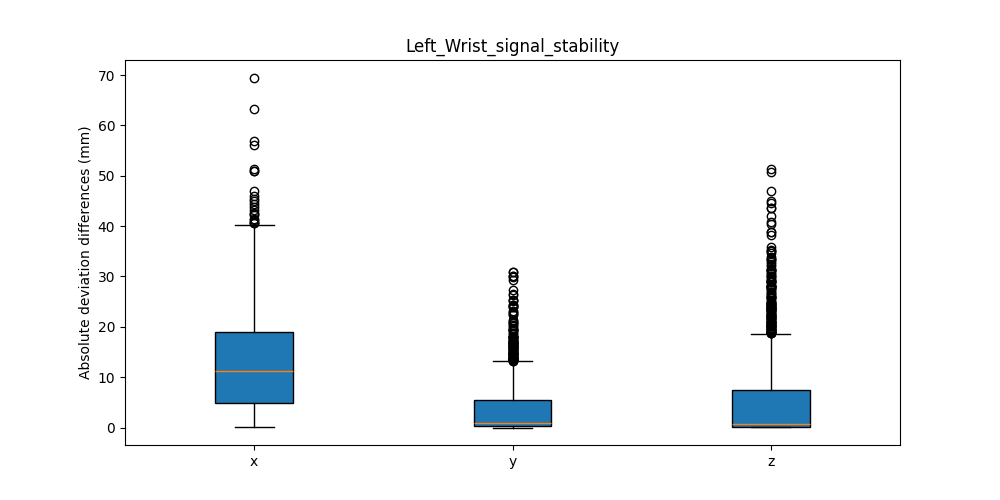 Left_Wrist_signal_stability
Absolute deviation differences (mm)
70
60
50
40
30
20
10
0
x y z